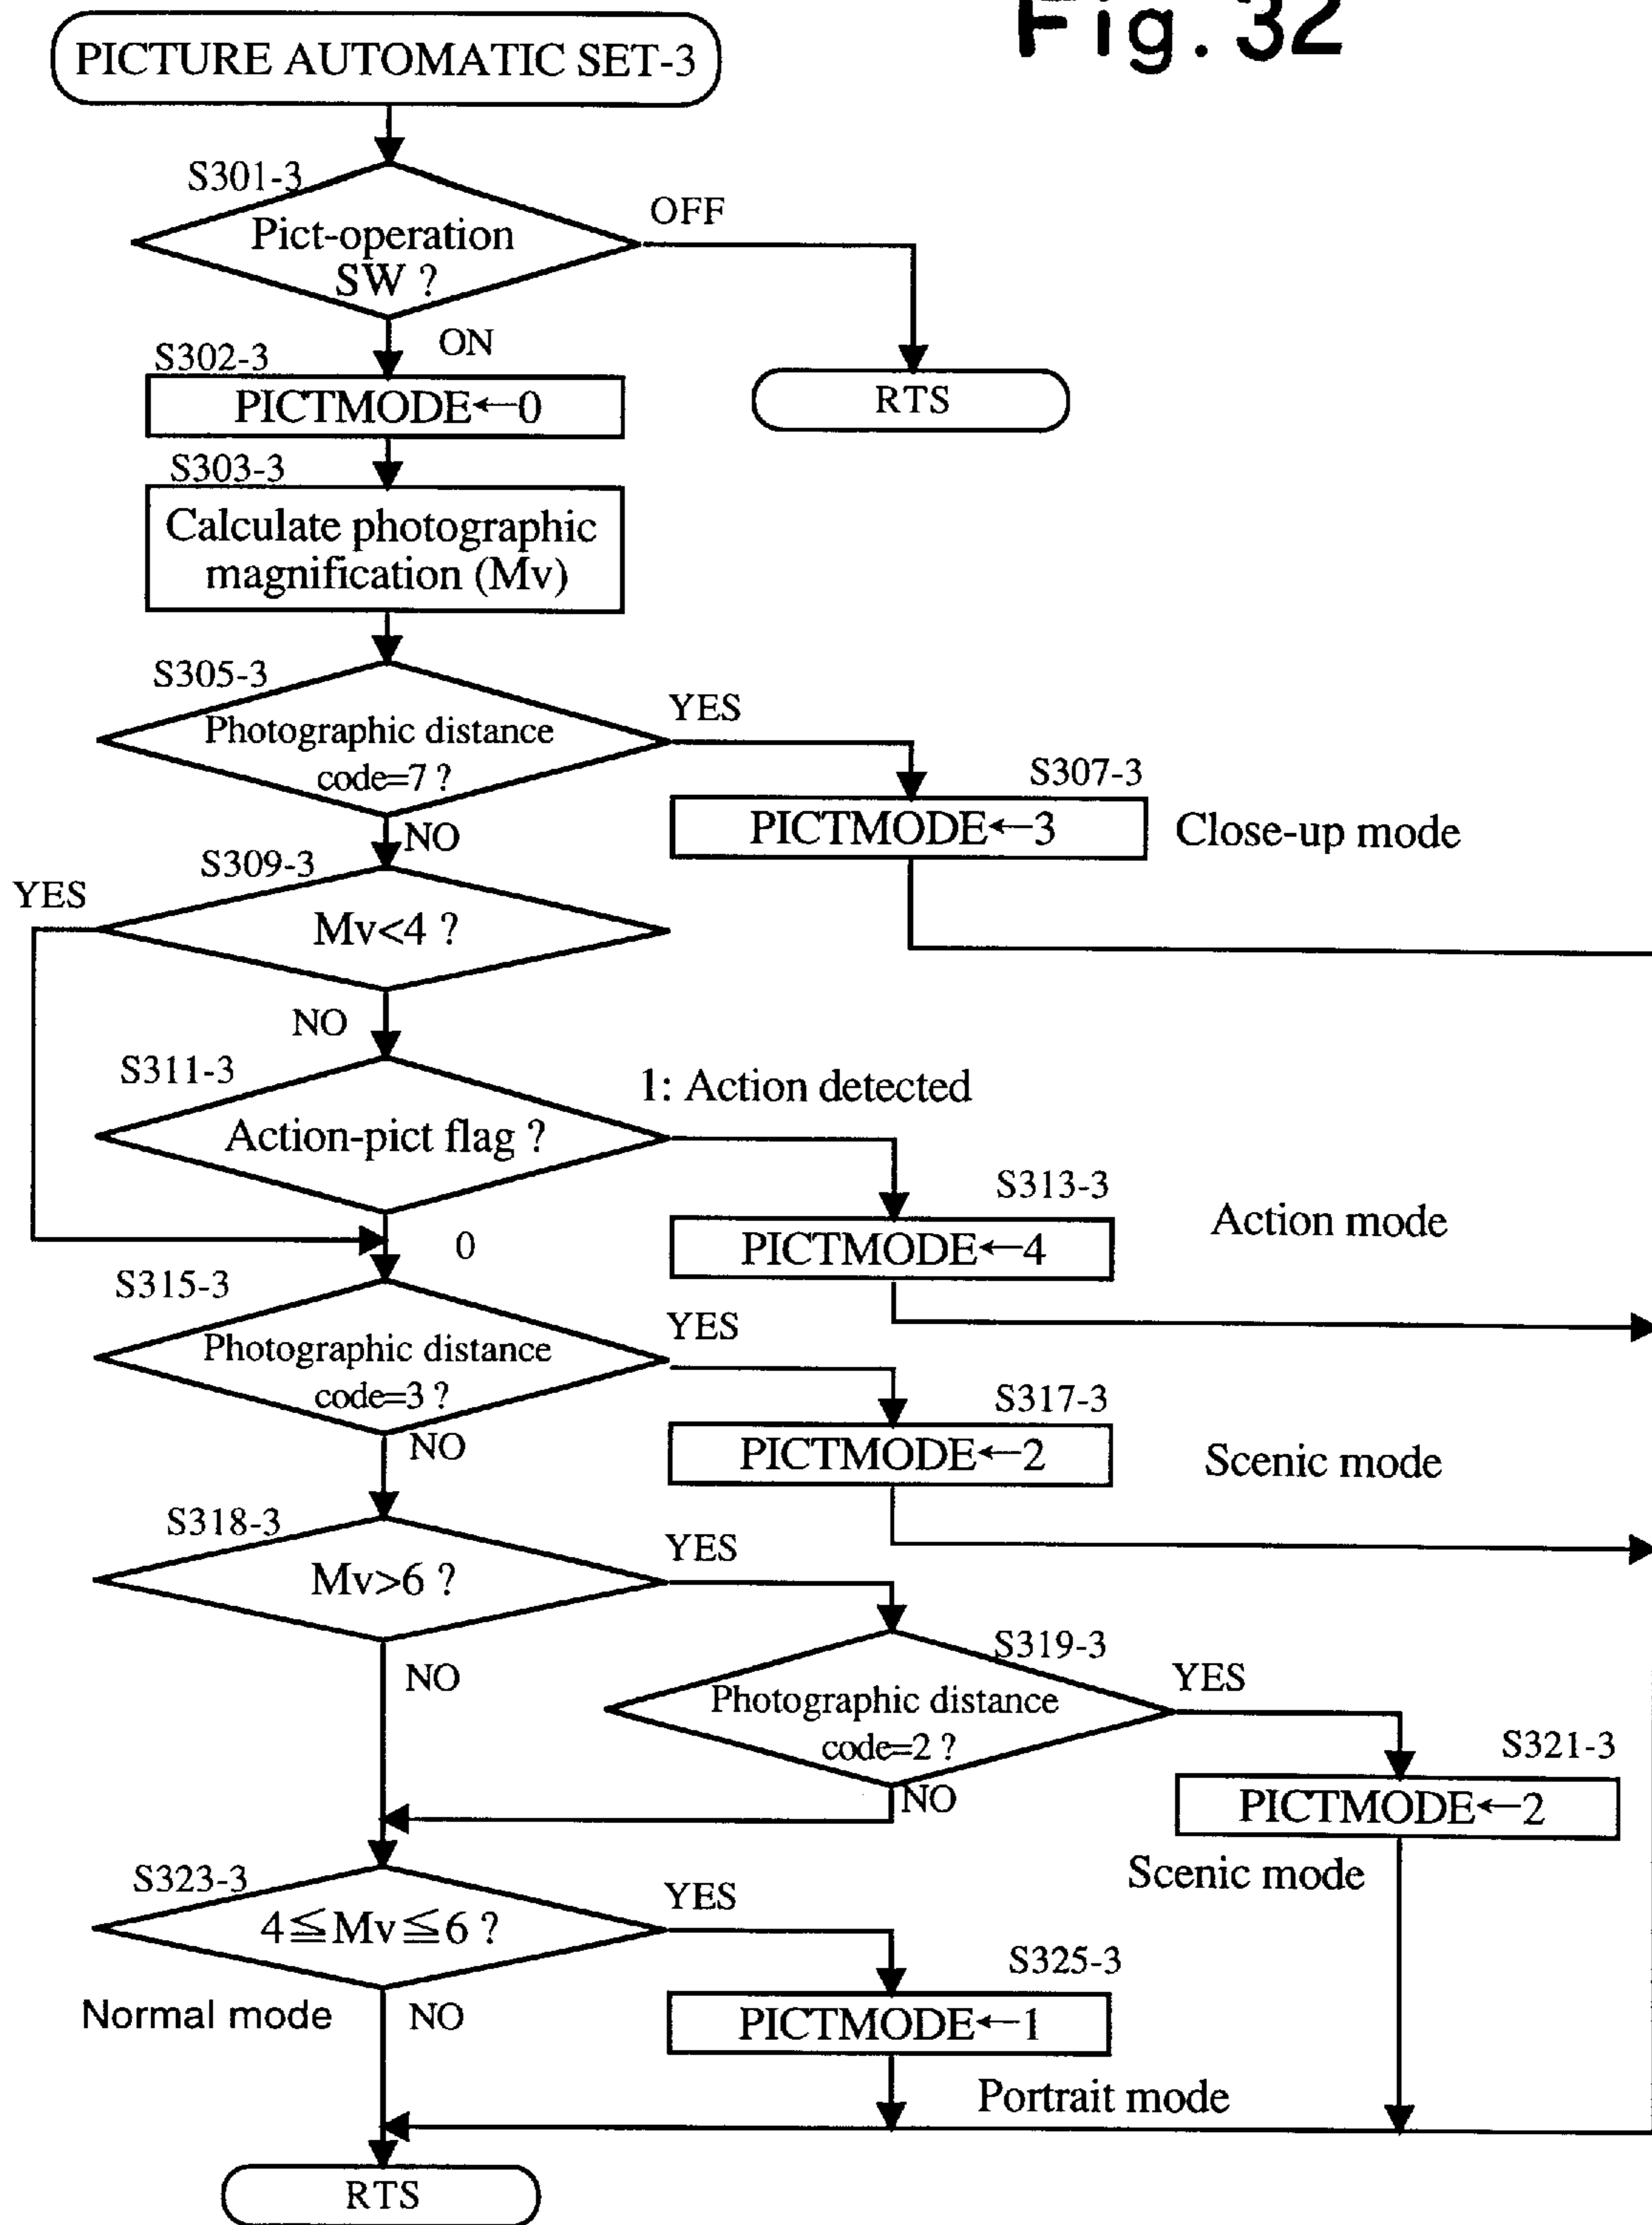 Fig. 32
PICTURE AUTOMATIC SET-3
S301-3
Pict-operation
SW ?
OFF
ON
RTS
S302-3
PICTMODE←0
S303-3
Calculate photographic
magnification (Mv)
S305-3
Photographic distance
code=7 ?
YES
NO
S307-3
PICTMODE←3
Close-up mode
S309-3
YES
Mv<4 ?
NO
S311-3
Action-pict flag ?
1: Action detected
0
S313-3
PICTMODE←4
Action mode
S315-3
Photographic distance
code=3 ?
YES
NO
S317-3
PICTMODE←2
Scenic mode
S318-3
Mv>6 ?
YES
NO
S319-3
Photographic distance
code=2 ?
YES
NO
S321-3
PICTMODE←2
Scenic mode
S323-3
4≦Mv≦6 ?
YES
Normal mode
NO
S325-3
PICTMODE←1
Portrait mode
RTS